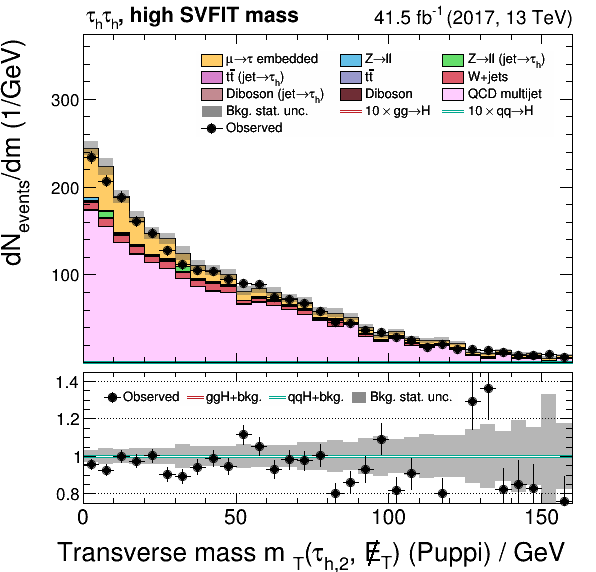 τhτh, high SVFIT mass 41.5 fb⁻¹ (2017, 13 TeV)
μ→τ embedded Z→ll Z→ll (jet→τh)
tt̄ (jet→τh) tt̄ W+jets
Diboson (jet→τh) Diboson QCD multijet
Bkg. stat. unc. 10×gg→H 10×qq→H
Observed
dNevents/dm (1/GeV)
300
200
100
Observed ggH+bkg. qqH+bkg. Bkg. stat. unc.
1.4
1.2
1
0.8
0 50 100 150
Transverse mass m T(τh,2, E̸T) (Puppi) / GeV